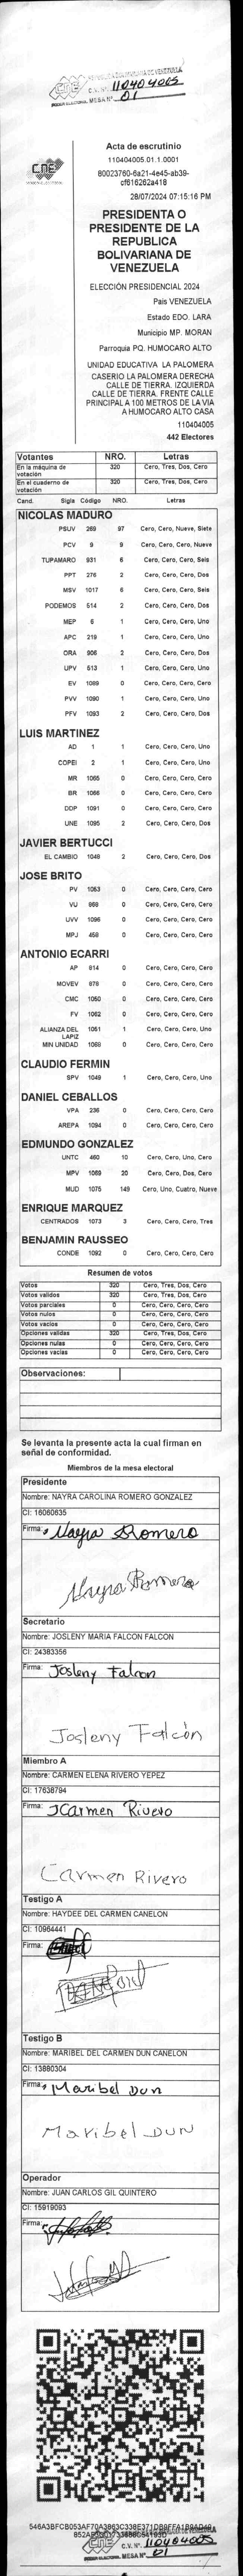 REPÚBLICA BOLIVARIANA DE VENEZUELA
CNE C.V. N°. 110404005
PODER ELECTORAL MESA N° 01
CNE
Acta de escrutinio
110404005.01.1.0001
80023760-6a21-4e45-ab39-
cf616262a418
28/07/2024 07:15:16 PM
PRESIDENTA O
PRESIDENTE DE LA
REPUBLICA
BOLIVARIANA DE
VENEZUELA
ELECCIÓN PRESIDENCIAL 2024
Pais VENEZUELA
Estado EDO. LARA
Municipio MP. MORAN
Parroquia PQ. HUMOCARO ALTO
UNIDAD EDUCATIVA LA PALOMERA
CASERIO LA PALOMERA DERECHA
CALLE DE TIERRA. IZQUIERDA
CALLE DE TIERRA. FRENTE CALLE
PRINCIPAL A 100 METROS DE LA VIA
A HUMOCARO ALTO CASA
110404005
442 Electores
Votantes NRO. Letras
En la máquina de votación 320 Cero, Tres, Dos, Cero
En el cuaderno de votación 320 Cero, Tres, Dos, Cero
Cand. Sigla Código NRO. Letras
NICOLAS MADURO
PSUV 269 97 Cero, Cero, Nueve, Siete
PCV 9 9 Cero, Cero, Cero, Nueve
TUPAMARO 931 6 Cero, Cero, Cero, Seis
PPT 276 2 Cero, Cero, Cero, Dos
MSV 1017 6 Cero, Cero, Cero, Seis
PODEMOS 514 2 Cero, Cero, Cero, Dos
MEP 6 1 Cero, Cero, Cero, Uno
APC 219 1 Cero, Cero, Cero, Uno
ORA 906 2 Cero, Cero, Cero, Dos
UPV 513 1 Cero, Cero, Cero, Uno
EV 1089 0 Cero, Cero, Cero, Cero
PVV 1090 1 Cero, Cero, Cero, Uno
PFV 1093 2 Cero, Cero, Cero, Dos
LUIS MARTINEZ
AD 1 1 Cero, Cero, Cero, Uno
COPEI 2 1 Cero, Cero, Cero, Uno
MR 1065 0 Cero, Cero, Cero, Cero
BR 1066 0 Cero, Cero, Cero, Cero
DDP 1091 0 Cero, Cero, Cero, Cero
UNE 1095 2 Cero, Cero, Cero, Dos
JAVIER BERTUCCI
EL CAMBIO 1048 2 Cero, Cero, Cero, Dos
JOSE BRITO
PV 1063 0 Cero, Cero, Cero, Cero
VU 868 0 Cero, Cero, Cero, Cero
UVV 1096 0 Cero, Cero, Cero, Cero
MPJ 458 0 Cero, Cero, Cero, Cero
ANTONIO ECARRI
AP 814 0 Cero, Cero, Cero, Cero
MOVEV 878 0 Cero, Cero, Cero, Cero
CMC 1050 0 Cero, Cero, Cero, Cero
FV 1062 0 Cero, Cero, Cero, Cero
ALIANZA DEL LAPIZ 1051 1 Cero, Cero, Cero, Uno
MIN UNIDAD 1068 0 Cero, Cero, Cero, Cero
CLAUDIO FERMIN
SPV 1049 1 Cero, Cero, Cero, Uno
DANIEL CEBALLOS
VPA 236 0 Cero, Cero, Cero, Cero
AREPA 1094 0 Cero, Cero, Cero, Cero
EDMUNDO GONZALEZ
UNTC 460 10 Cero, Cero, Uno, Cero
MPV 1069 20 Cero, Cero, Dos, Cero
MUD 1075 149 Cero, Uno, Cuatro, Nueve
ENRIQUE MARQUEZ
CENTRADOS 1073 3 Cero, Cero, Cero, Tres
BENJAMIN RAUSSEO
CONDE 1092 0 Cero, Cero, Cero, Cero
Resumen de votos
Votos 320 Cero, Tres, Dos, Cero
Votos validos 320 Cero, Tres, Dos, Cero
Votos parciales 0 Cero, Cero, Cero, Cero
Votos nulos 0 Cero, Cero, Cero, Cero
Votos vacios 0 Cero, Cero, Cero, Cero
Opciones validas 320 Cero, Tres, Dos, Cero
Opciones nulas 0 Cero, Cero, Cero, Cero
Opciones vacias 0 Cero, Cero, Cero, Cero
Observaciones:
Se levanta la presente acta la cual firman en
señal de conformidad.
Miembros de la mesa electoral
Presidente
Nombre: NAYRA CAROLINA ROMERO GONZALEZ
CI: 16060635
Firma: Nayra Romero
Nayra Romero
Secretario
Nombre: JOSLENY MARIA FALCON FALCON
CI: 24383356
Firma: Josleny Falcon
Josleny Falcón
Miembro A
Nombre: CARMEN ELENA RIVERO YEPEZ
CI: 17638794
Firma: Carmen Rivero
Carmen Rivero
Testigo A
Nombre: HAYDEE DEL CARMEN CANELON
CI: 10964441
Firma:
Testigo B
Nombre: MARIBEL DEL CARMEN DUN CANELON
CI: 13890304
Firma: Maribel Dun
Maribel Dun
Operador
Nombre: JUAN CARLOS GIL QUINTERO
CI: 15919093
Firma:
CNE C.V. N°. 110404005
PODER ELECTORAL MESA N° 01